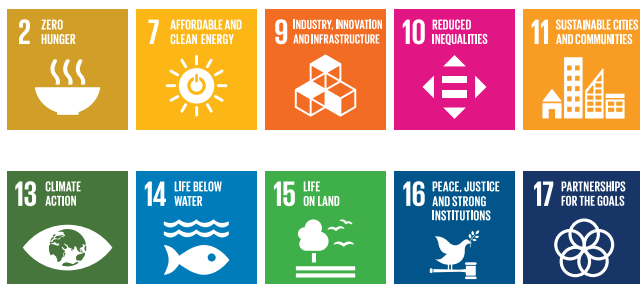 2 ZERO
HUNGER
7 AFFORDABLE AND
CLEAN ENERGY
9 INDUSTRY, INNOVATION
AND INFRASTRUCTURE
10 REDUCED
INEQUALITIES
11 SUSTAINABLE CITIES
AND COMMUNITIES
13 CLIMATE
ACTION
14 LIFE BELOW
WATER
15 LIFE
ON LAND
16 PEACE, JUSTICE
AND STRONG
INSTITUTIONS
17 PARTNERSHIPS
FOR THE GOALS